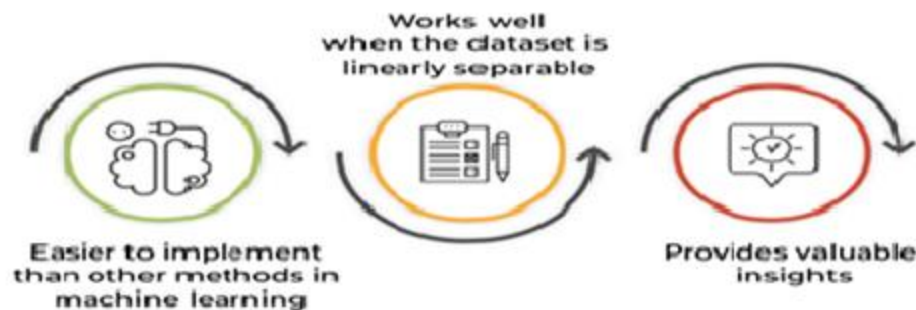 Easier to implement
than other methods in
machine learning
Works well
when the dataset is
linearly separable
Provides valuable
insights